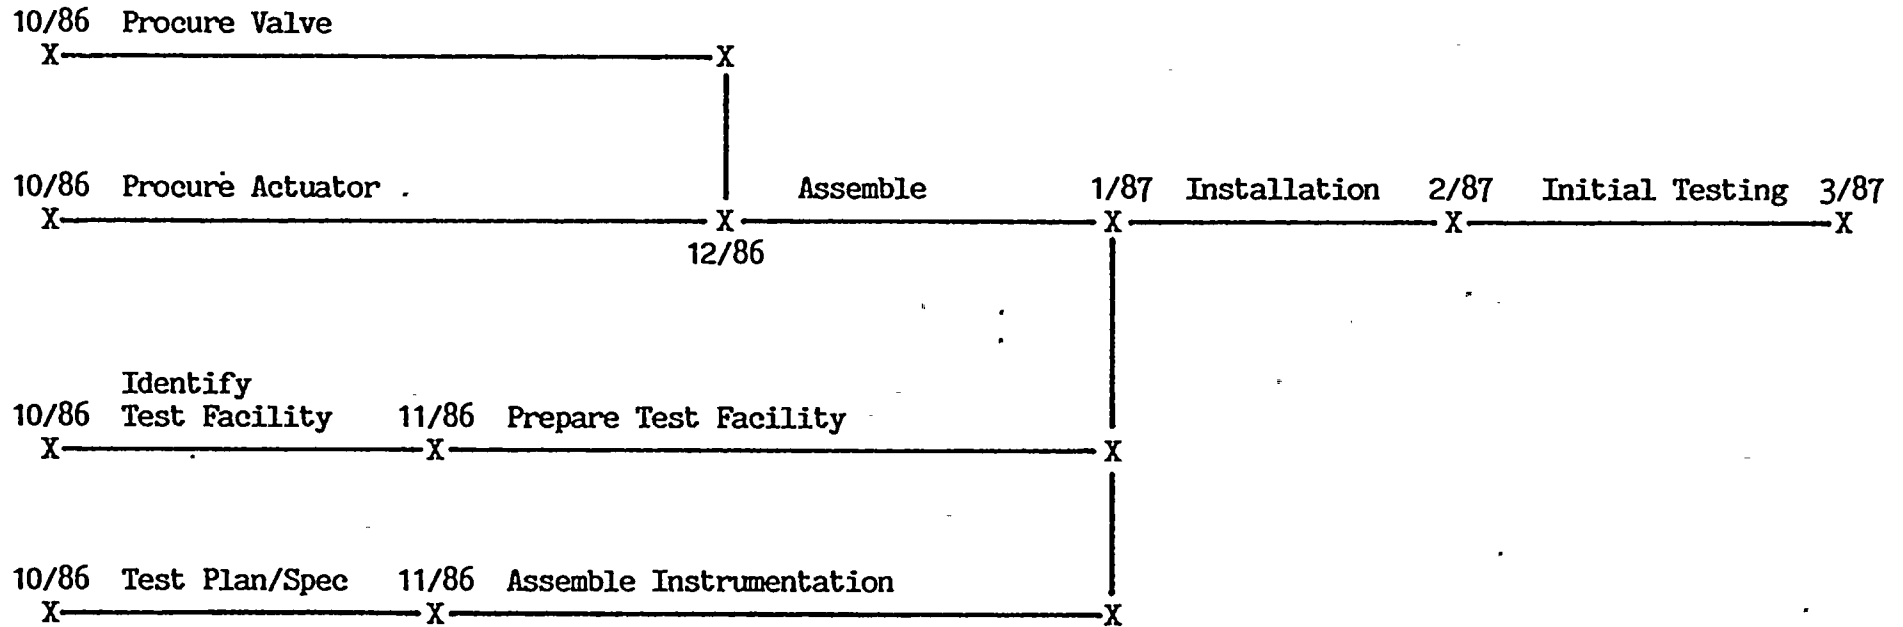 10/86 Procure Valve
X X
10/86 Procure Actuator Assemble 1/87 Installation 2/87 Initial Testing 3/87
X X X X X
12/86
Identify
10/86 Test Facility 11/86 Prepare Test Facility
X X X
10/86 Test Plan/Spec 11/86 Assemble Instrumentation
X X X